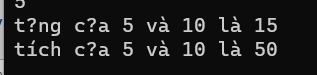 5
t?ng c?a 5 và 10 là 15
tích c?a 5 và 10 là 50